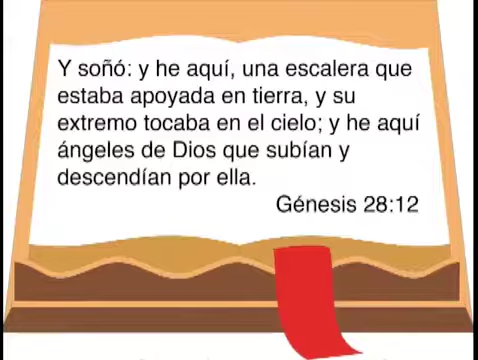 Y soñó: y he aquí, una escalera que
estaba apoyada en tierra, y su
extremo tocaba en el cielo; y he aquí
ángeles de Dios que subían y
descendían por ella.
Génesis 28:12